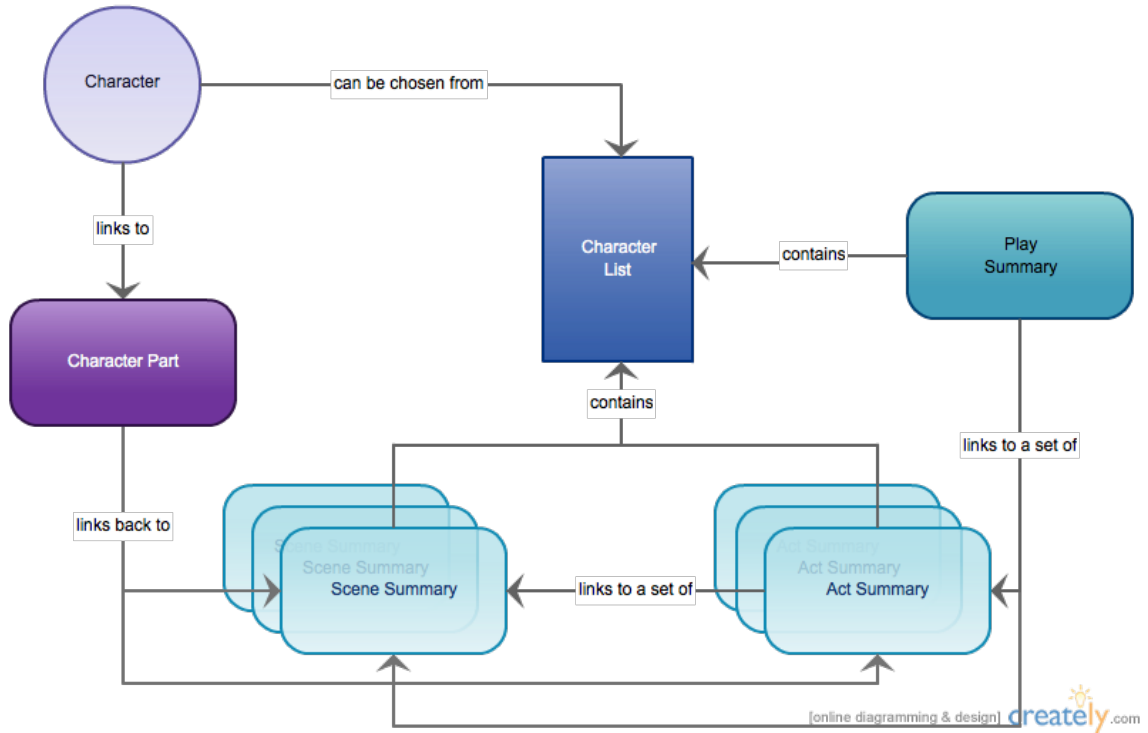 Character
can be chosen from
links to
Character
List
contains
Play
Summary
Character Part
contains
links to a set of
links back to
Scene Summary
Scene Summary
Scene Summary
links to a set of
Act Summary
Act Summary
Act Summary
[online diagramming & design] creately.com